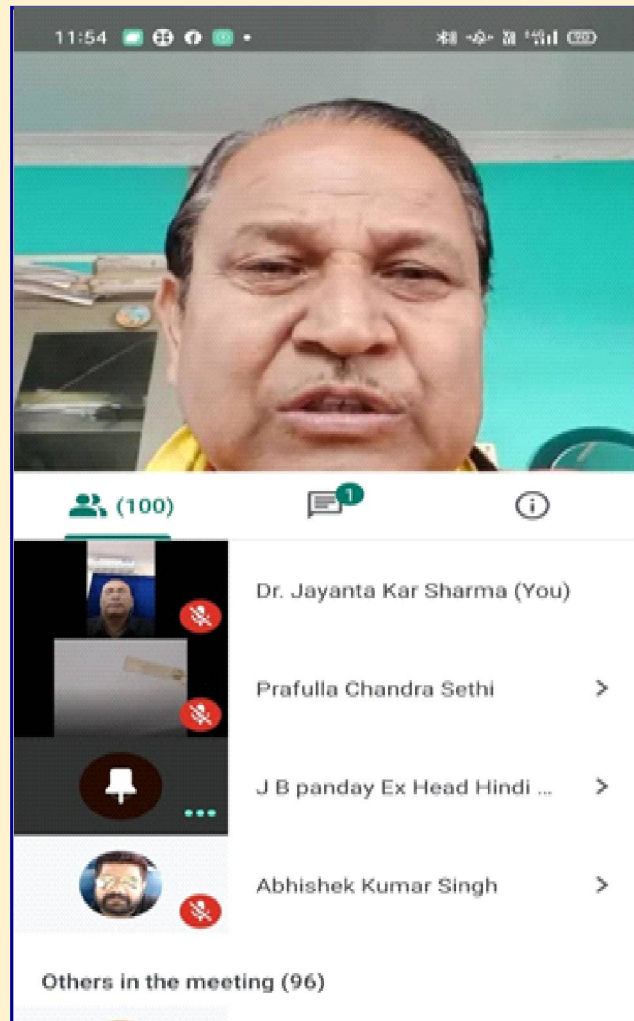 11:54
(100)
1
Dr. Jayanta Kar Sharma (You)
Prafulla Chandra Sethi
J B panday Ex Head Hindi ...
Abhishek Kumar Singh
Others in the meeting (96)